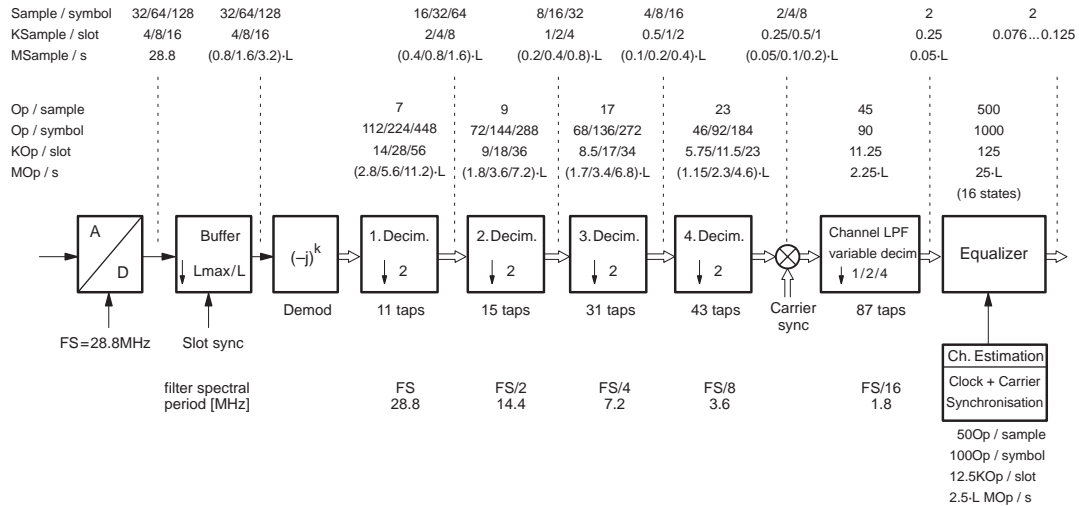 Sample / symbol 32/64/128 32/64/128 16/32/64 8/16/32 4/8/16 2/4/8 2 2
KSample / slot 4/8/16 4/8/16 2/4/8 1/2/4 0.5/1/2 0.25/0.5/1 0.25 0.076...0.125
MSample / s 28.8 (0.8/1.6/3.2)·L (0.4/0.8/1.6)·L (0.2/0.4/0.8)·L (0.1/0.2/0.4)·L (0.05/0.1/0.2)·L 0.05·L
Op / sample 7 9 17 23 45 500
Op / symbol 112/224/448 72/144/288 68/136/272 46/92/184 90 1000
KOp / slot 14/28/56 9/18/36 8.5/17/34 5.75/11.5/23 11.25 125
MOp / s (2.8/5.6/11.2)·L (1.8/3.6/7.2)·L (1.7/3.4/6.8)·L (1.15/2.3/4.6)·L 2.25·L 25·L
(16 states)
A
D
Buffer
Lmax/L
(–j)^k
1. Decim.
2
2. Decim.
2
3. Decim.
2
4. Decim.
2
Channel LPF
variable decim
1/2/4
Equalizer
Demod 11 taps 15 taps 31 taps 43 taps Carrier
sync
87 taps
FS=28.8MHz Slot sync
Ch. Estimation
Clock + Carrier
Synchronisation
filter spectral FS FS/2 FS/4 FS/8 FS/16
period [MHz] 28.8 14.4 7.2 3.6 1.8
50Op / sample
100Op / symbol
12.5KOp / slot
2.5·L MOp / s